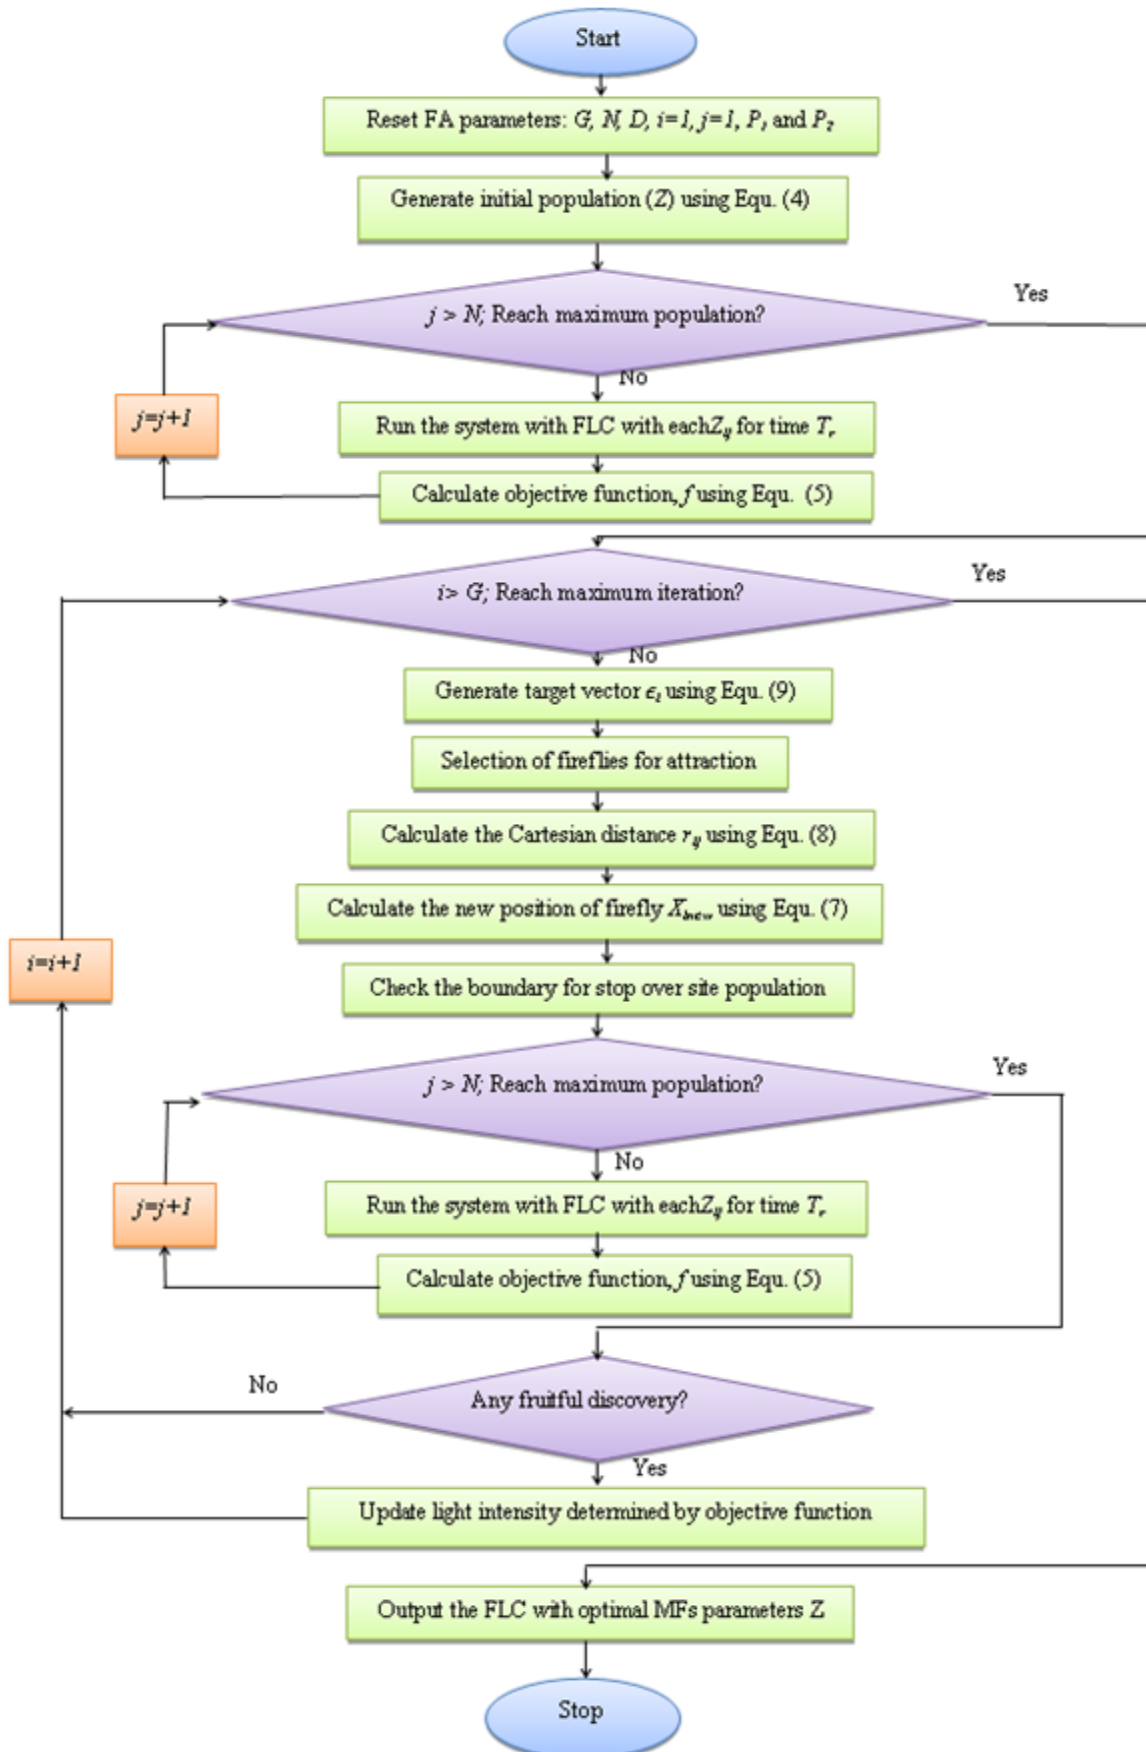 Start
Reset FA parameters: G, N, D, i=1, j=1, P₁ and P₂
Generate initial population (Z) using Equ. (4)
j > N; Reach maximum population?
Yes
No
j=j+1
Run the system with FLC with eachZij for time Tr
Calculate objective function, f using Equ. (5)
i> G; Reach maximum iteration?
Yes
No
Generate target vector ϵi using Equ. (9)
Selection of fireflies for attraction
Calculate the Cartesian distance rij using Equ. (8)
Calculate the new position of firefly Xinew using Equ. (7)
i=i+1
Check the boundary for stop over site population
j > N; Reach maximum population?
Yes
No
j=j+1
Run the system with FLC with eachZij for time Tr
Calculate objective function, f using Equ. (5)
Any fruitful discovery?
No
Yes
Update light intensity determined by objective function
Output the FLC with optimal MFs parameters Z
Stop